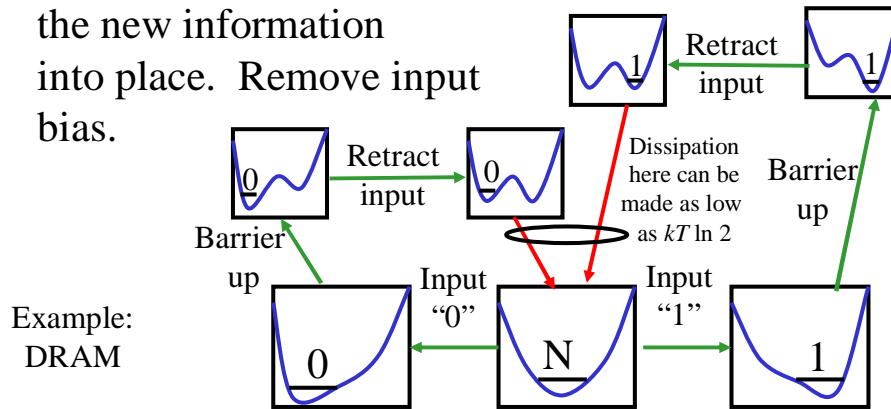 the new information
into place. Remove input
bias.
1
Retract
input
1
0
Retract
input
0
Dissipation
here can be
made as low
as kT ln 2
Barrier
up
Barrier
up
Input
“0”
Input
“1”
Example:
DRAM
0
N
1